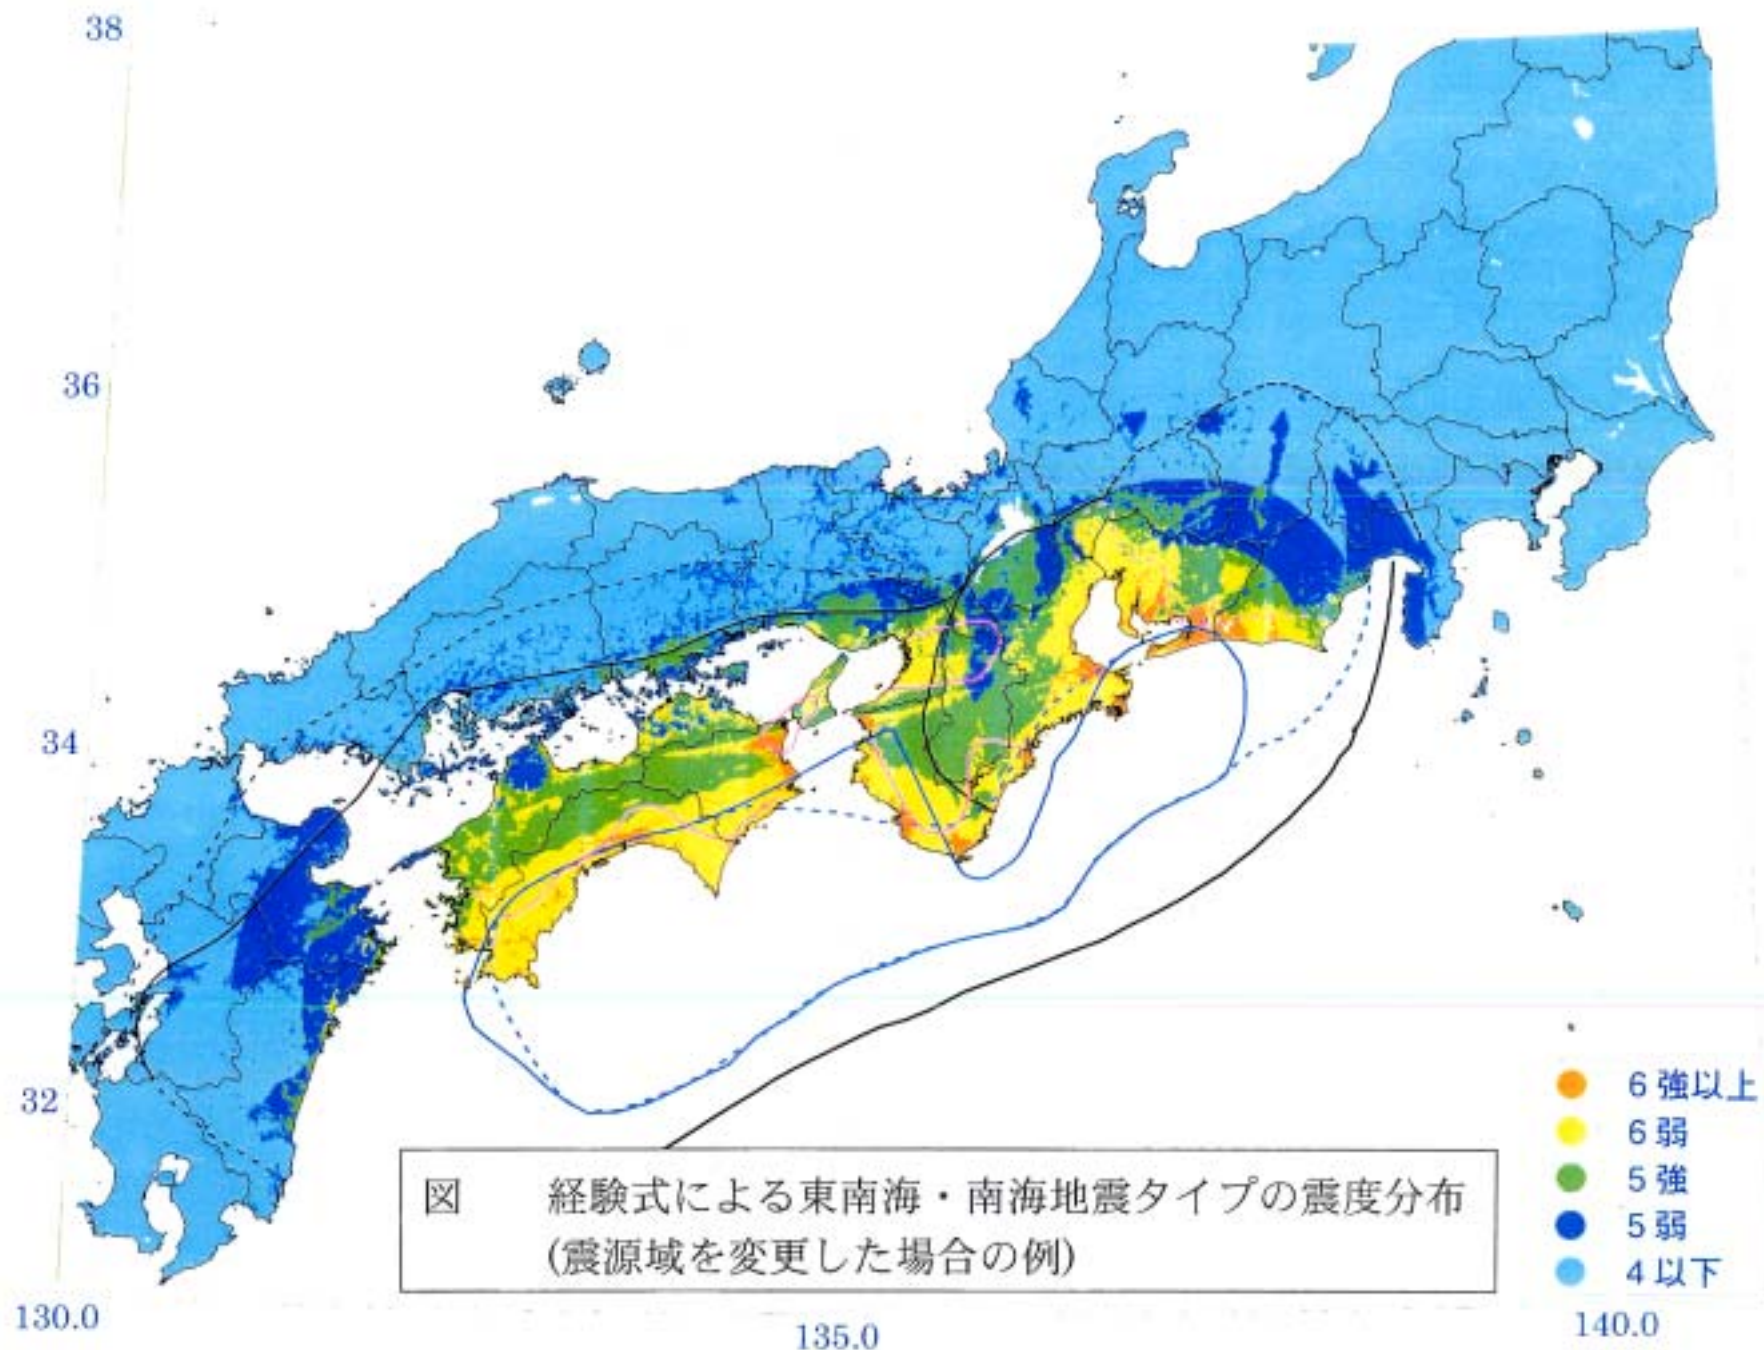 38
36
34
32
130.0
135.0
140.0
6強以上
6弱
5強
5弱
4以下
図 経験式による東南海・南海地震タイプの震度分布
(震源域を変更した場合の例)